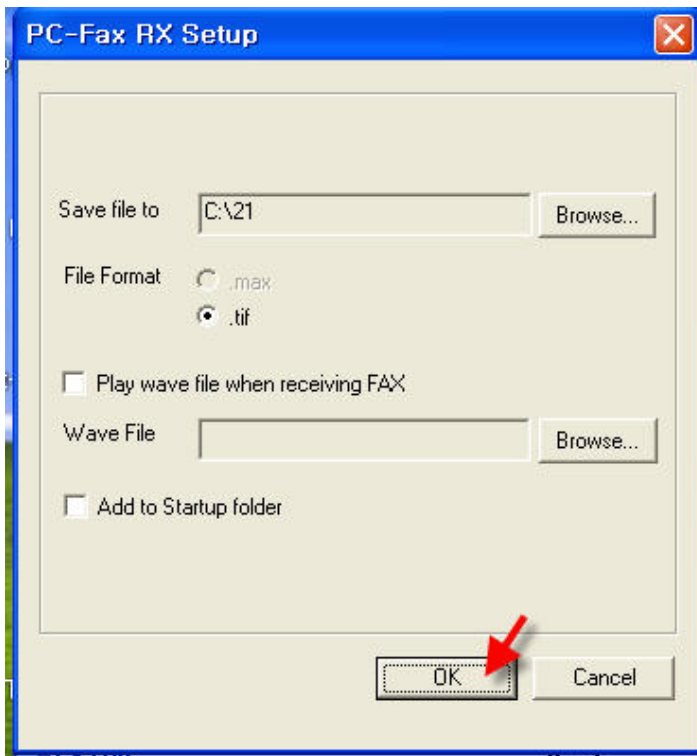 PC-Fax RX Setup
Save file to C:\21 Browse...
File Format .max
.tif
Play wave file when receiving FAX
Wave File Browse...
Add to Startup folder
OK Cancel